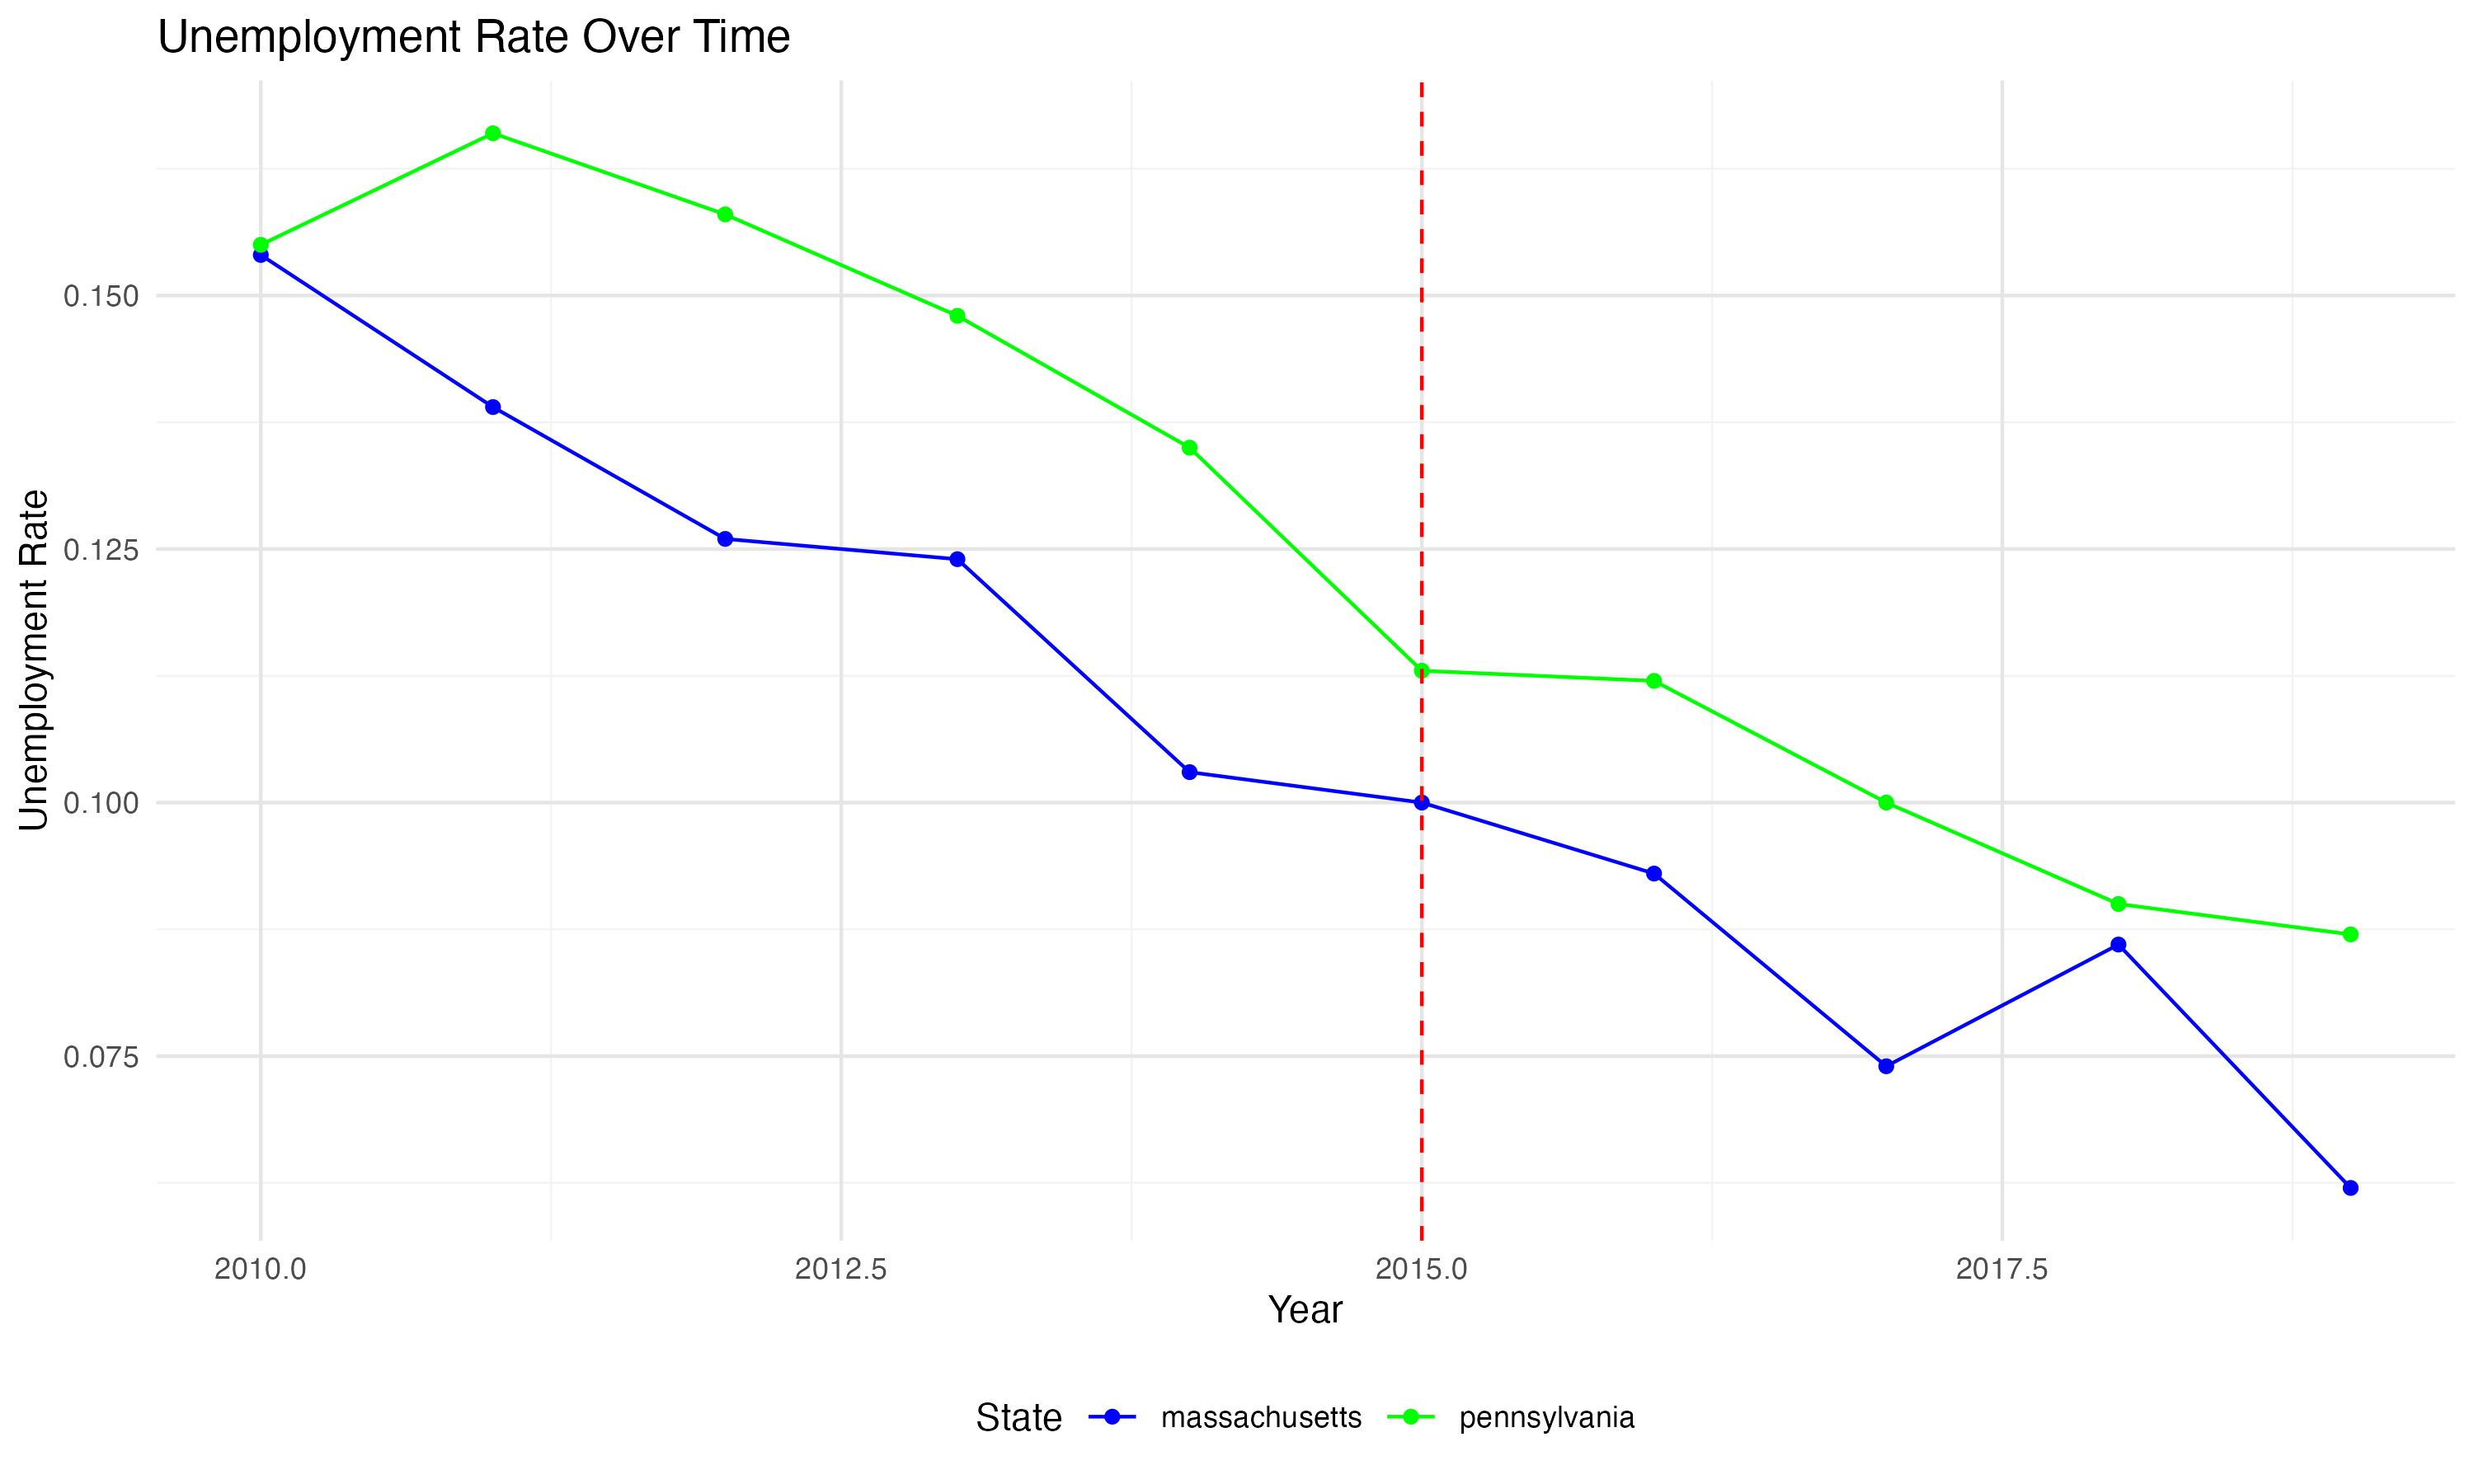 Unemployment Rate Over Time
Unemployment Rate
0.150
0.125
0.100
0.075
2010.0 2012.5 2015.0 2017.5
Year
State massachusetts pennsylvania